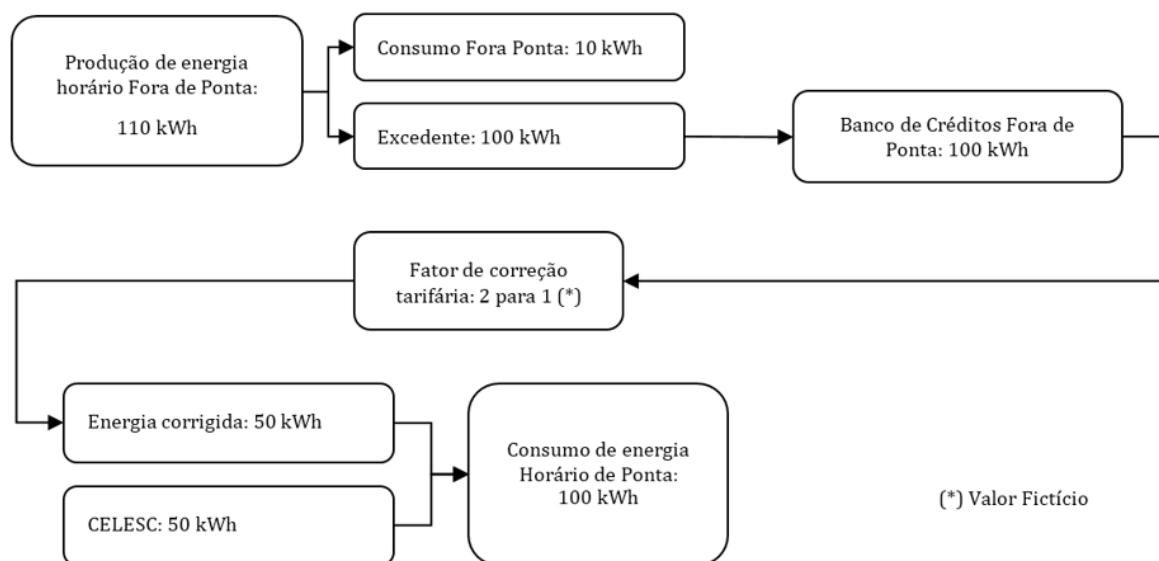 Produção de energia
horário Fora de Ponta:
110 kWh
Consumo Fora Ponta: 10 kWh
Excedente: 100 kWh
Banco de Créditos Fora de
Ponta: 100 kWh
Fator de correção
tarifária: 2 para 1 (*)
Energia corrigida: 50 kWh
CELESC: 50 kWh
Consumo de energia
Horário de Ponta:
100 kWh
(*) Valor Fictício